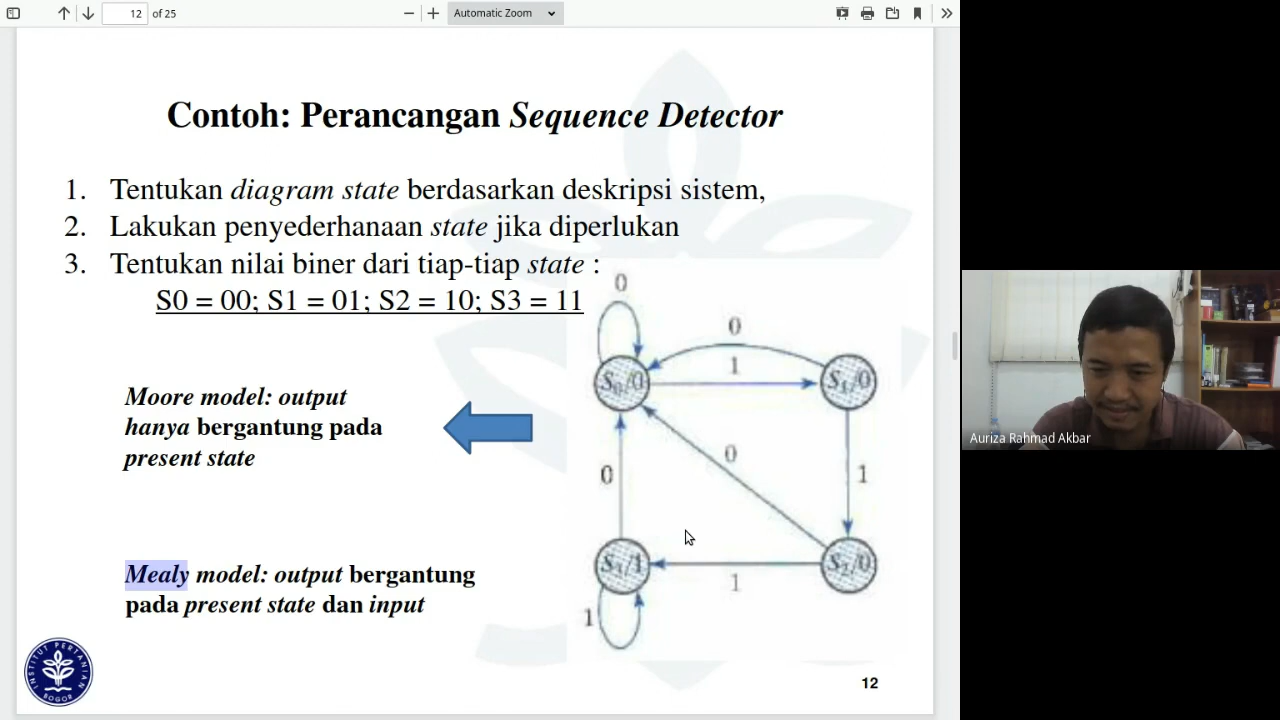 12 of 25
Automatic Zoom
Contoh: Perancangan Sequence Detector
1. Tentukan diagram state berdasarkan deskripsi sistem,
2. Lakukan penyederhanaan state jika diperlukan
3. Tentukan nilai biner dari tiap-tiap state :
S0 = 00; S1 = 01; S2 = 10; S3 = 11
0
0
1
S0/0
S1/0
Moore model: output
hanya bergantung pada
present state
0
0
1
S3/1
S2/0
1
1
Mealy model: output bergantung
pada present state dan input
INSTITUT PERTANIAN
BOGOR
12
Auriza Rahmad Akbar